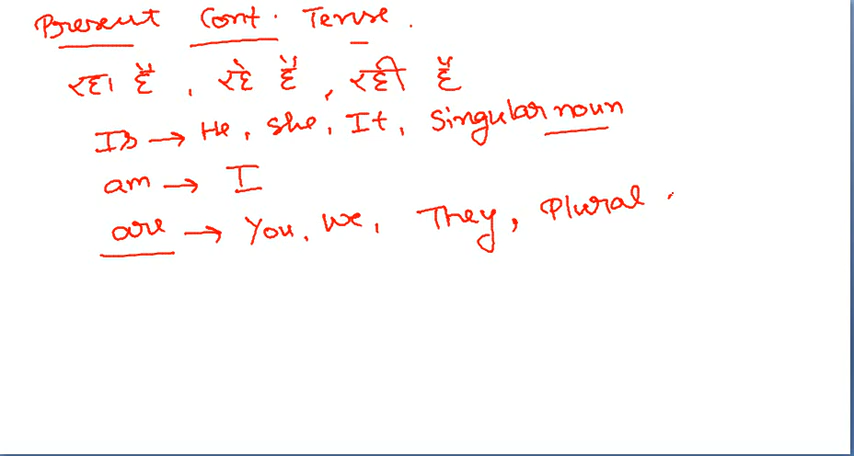 Present Cont. Tense.
रहा हैं, रहे हैं, रही हैं
Is → He, she, It, Singular noun
am → I
are → You, We, They, Plural.